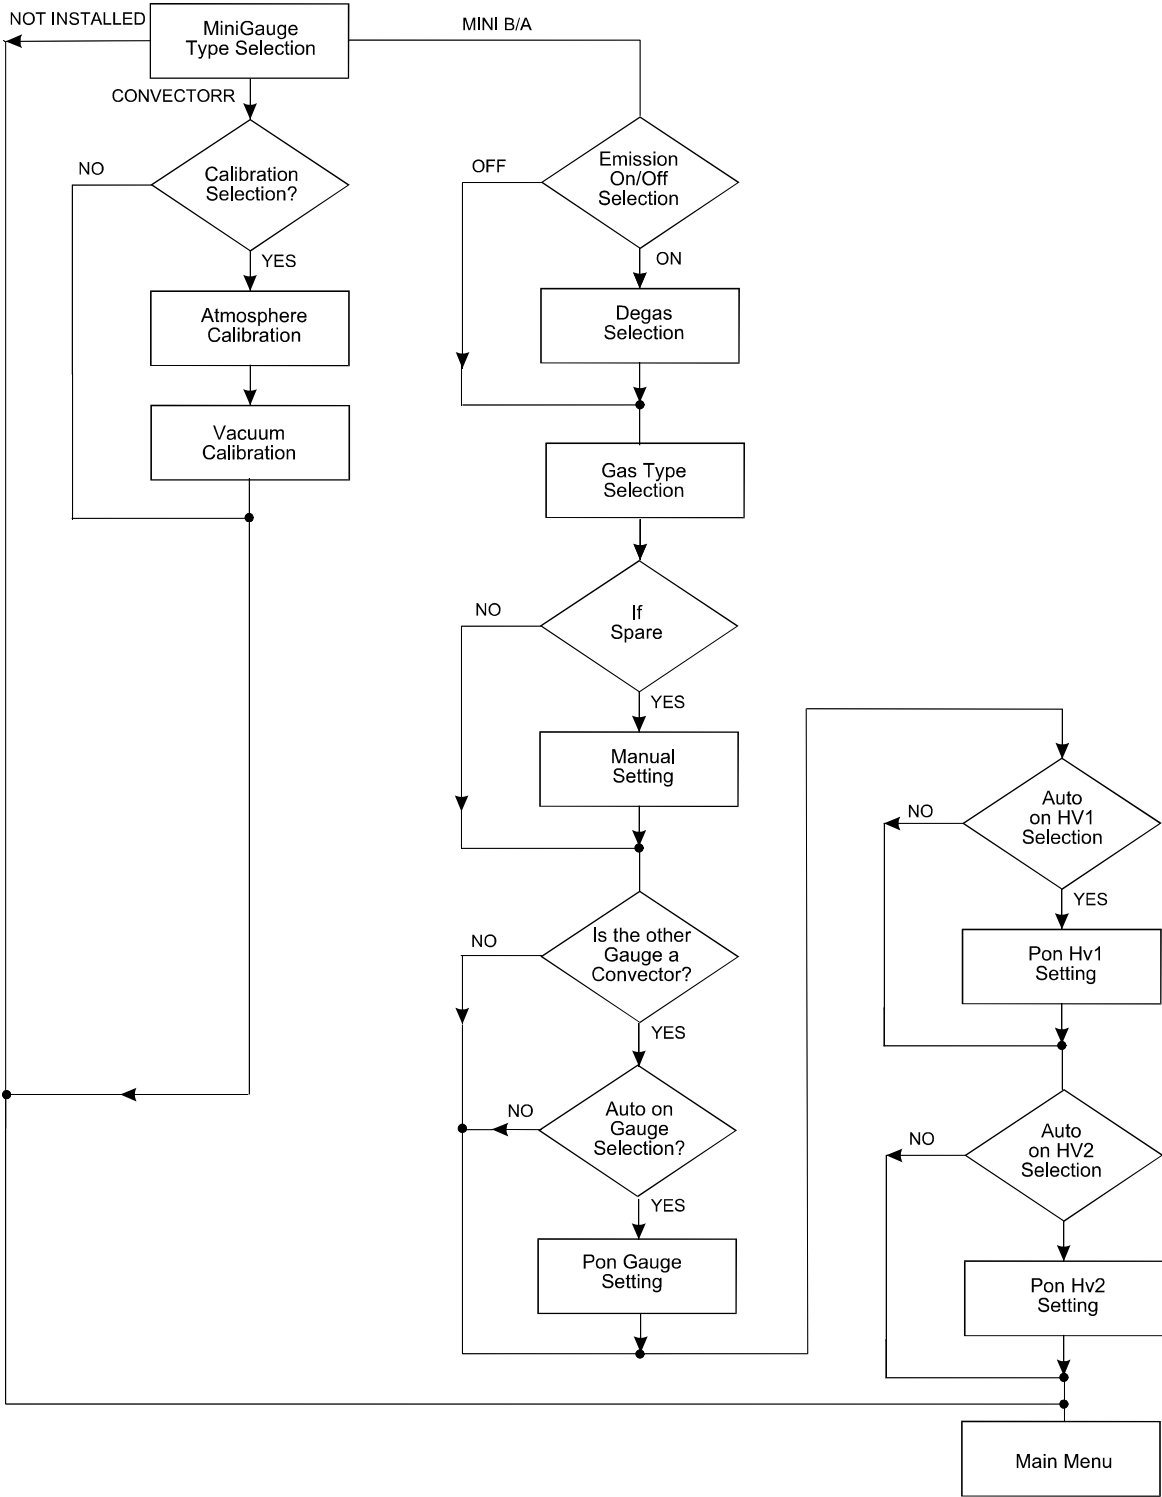 NOT INSTALLED
MiniGauge
Type Selection
MINI B/A
CONVECTORR
NO
Calibration
Selection?
YES
Atmosphere
Calibration
Vacuum
Calibration
OFF
Emission
On/Off
Selection
ON
Degas
Selection
Gas Type
Selection
NO
If
Spare
YES
Manual
Setting
NO
Is the other
Gauge a
Convector?
YES
NO
Auto on
Gauge
Selection?
YES
Pon Gauge
Setting
NO
Auto
on HV1
Selection
YES
Pon Hv1
Setting
NO
Auto
on HV2
Selection
Pon Hv2
Setting
Main Menu